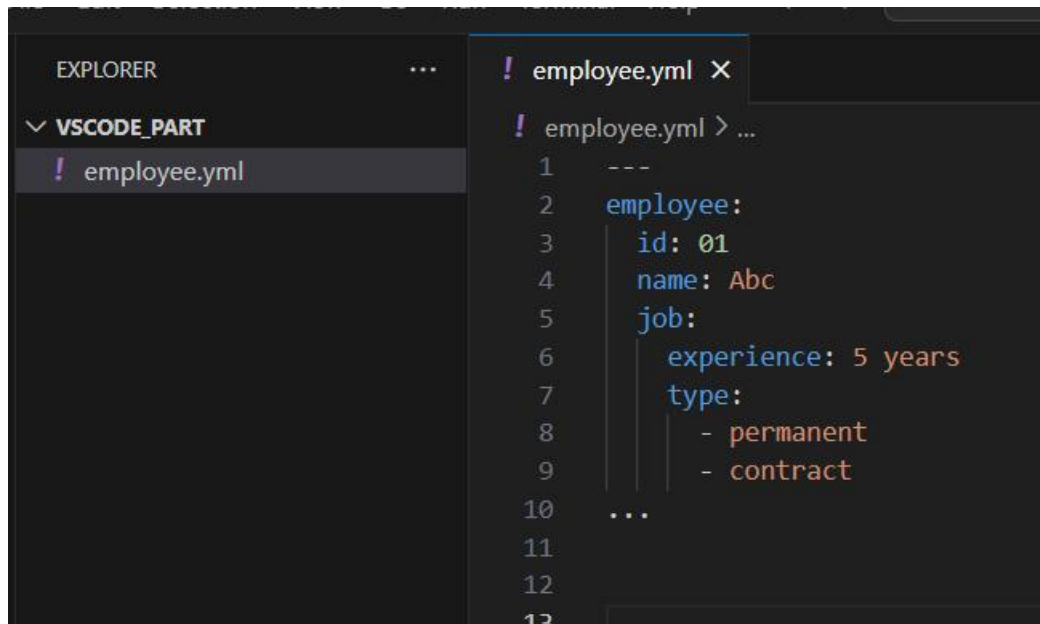 EXPLORER ...
VSCODE_PART
! employee.yml
! employee.yml ×
! employee.yml > ...
1 ---
2 employee:
3   id: 01
4   name: Abc
5   job:
6     experience: 5 years
7     type:
8       - permanent
9       - contract
10 ...
11
12
13